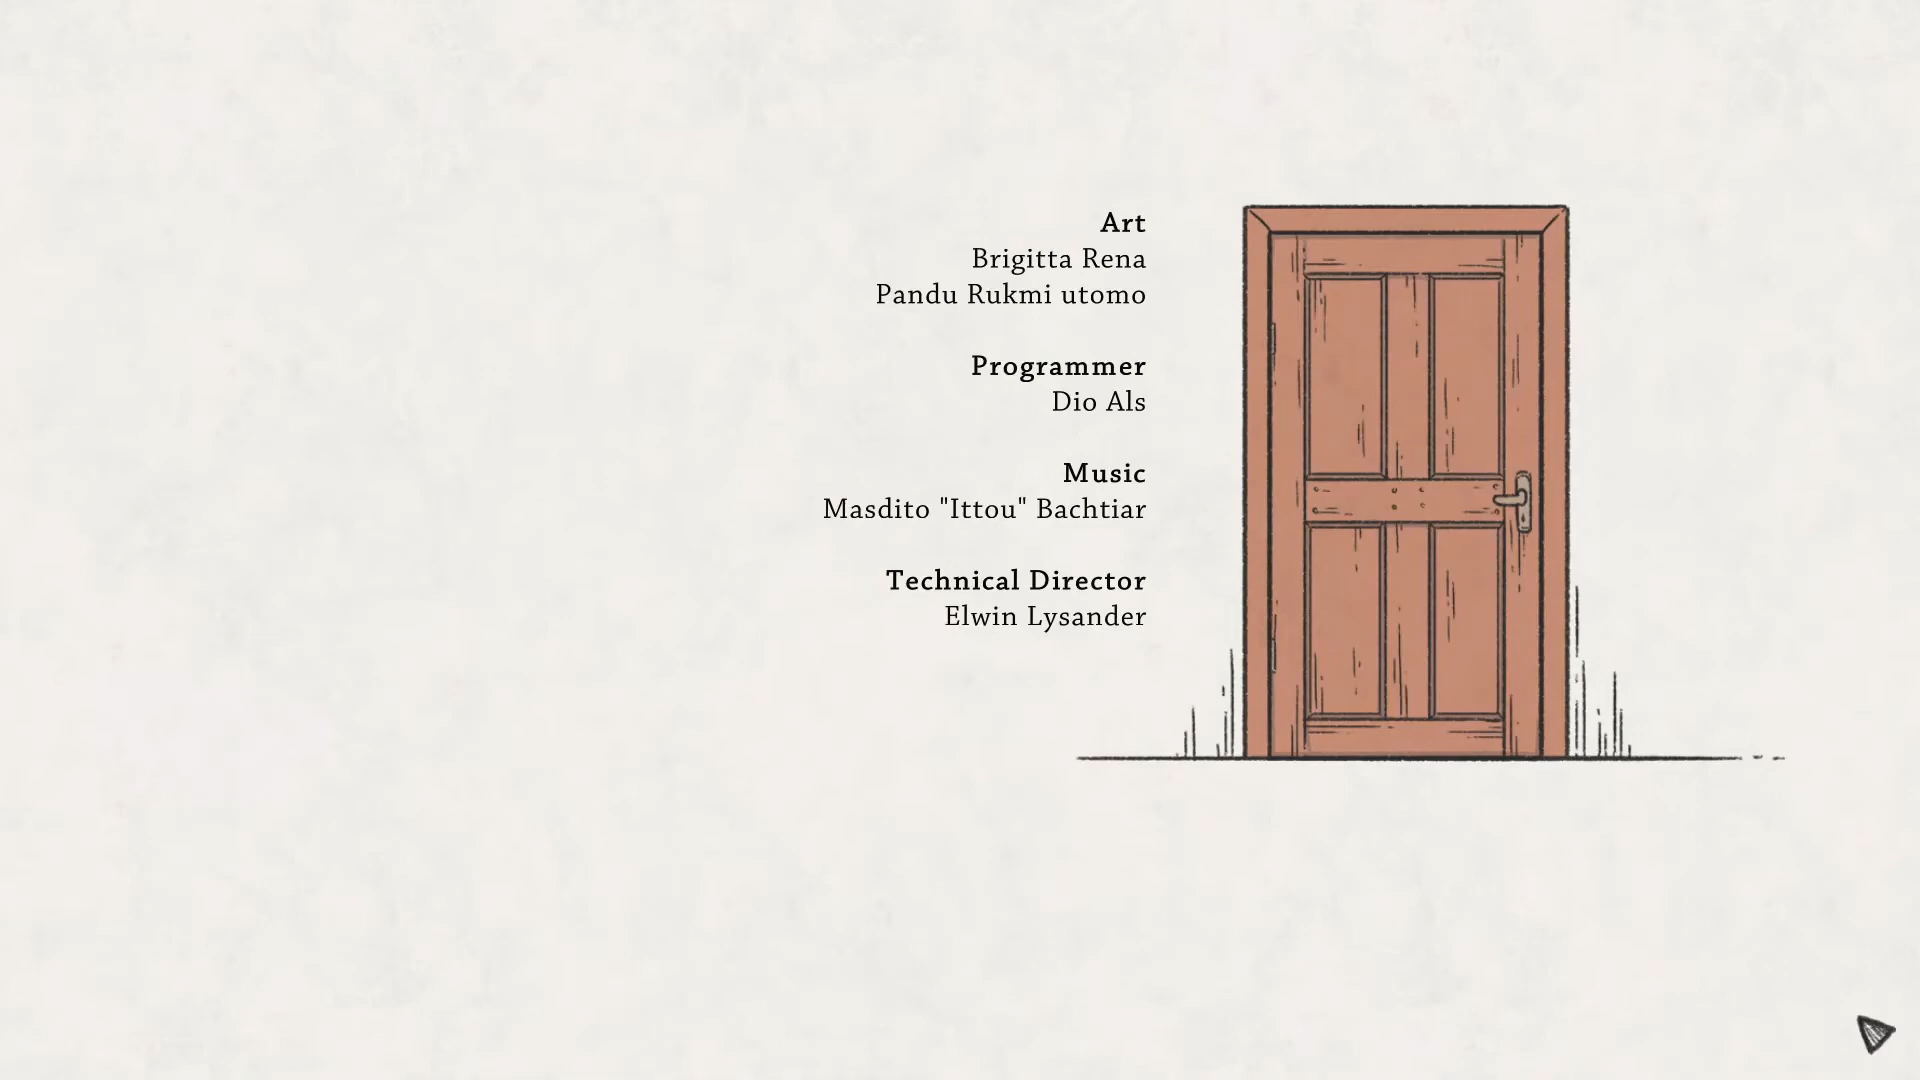 Art
Brigitta Rena
Pandu Rukmi utomo
Programmer
Dio Als
Music
Masdito "Ittou" Bachtiar
Technical Director
Elwin Lysander